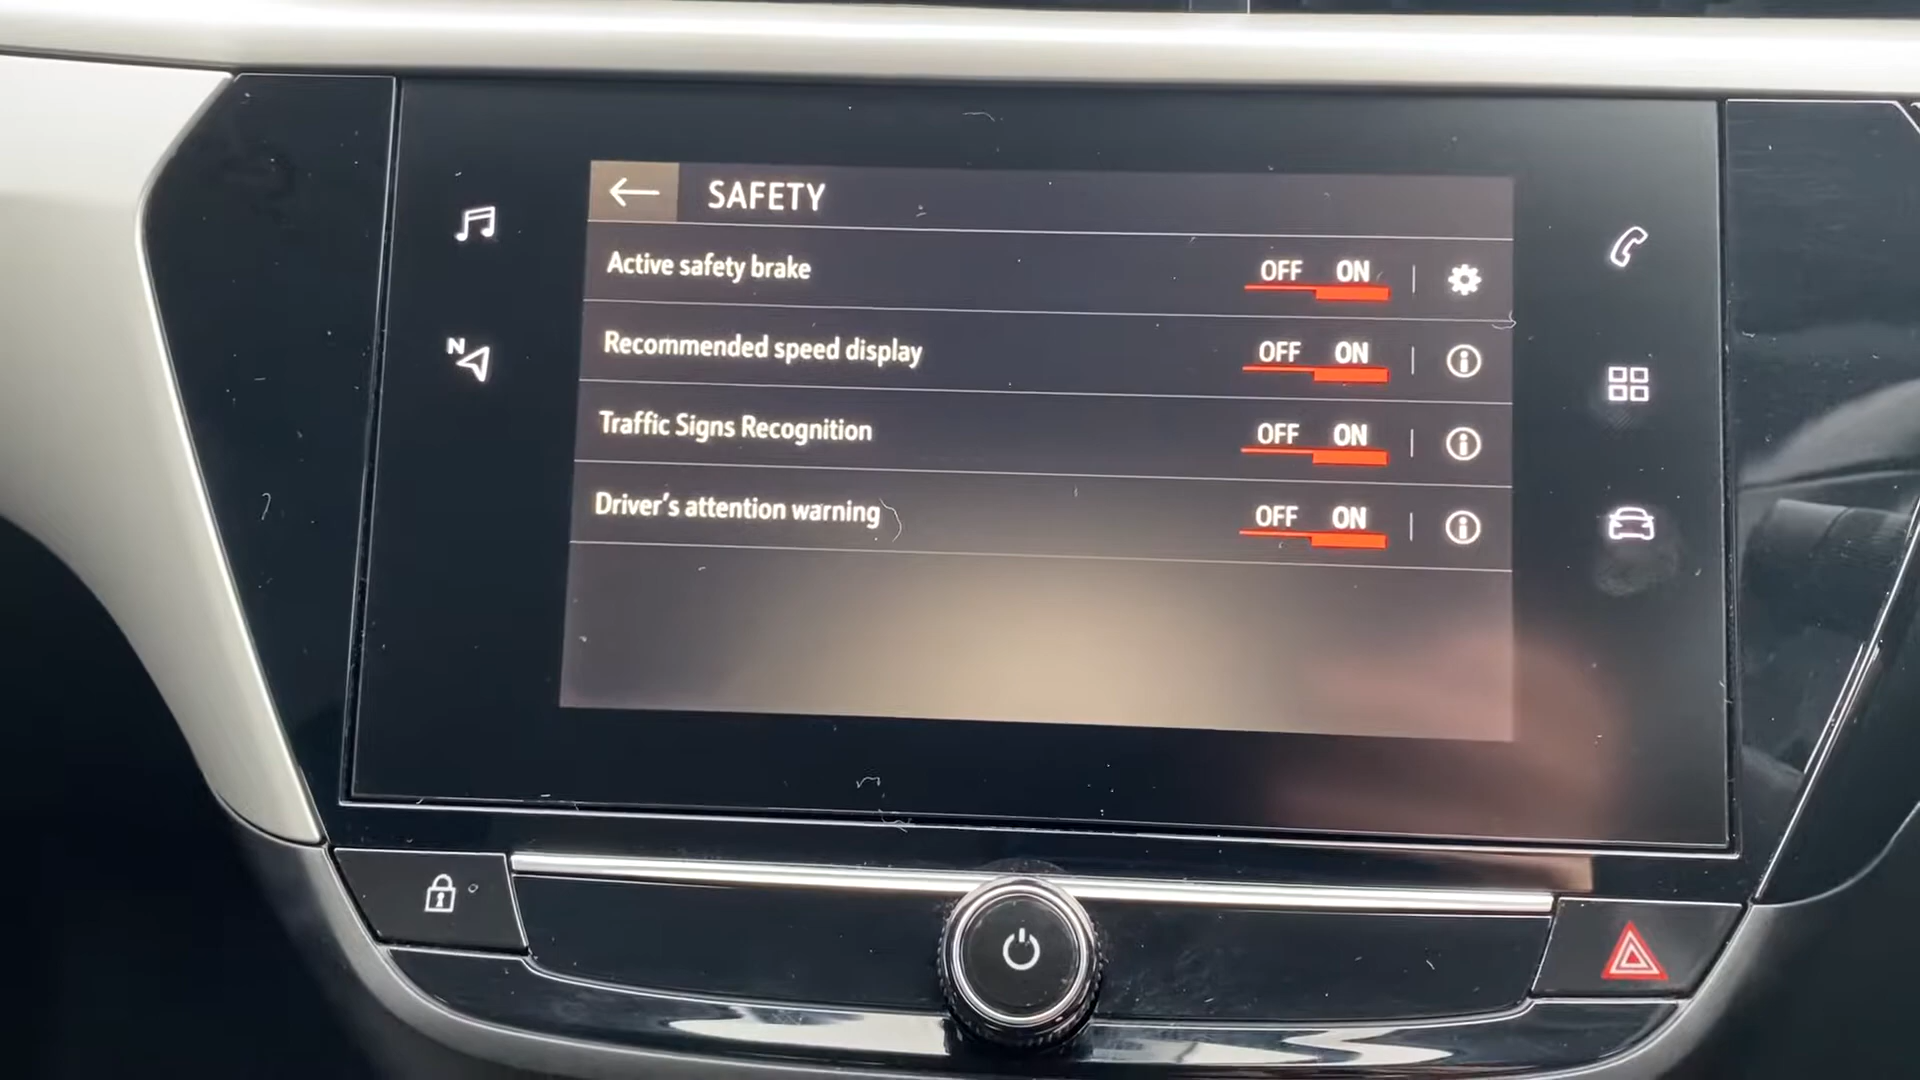 SAFETY
Active safety brake OFF ON
Recommended speed display OFF ON
Traffic Signs Recognition OFF ON
Driver's attention warning OFF ON
N